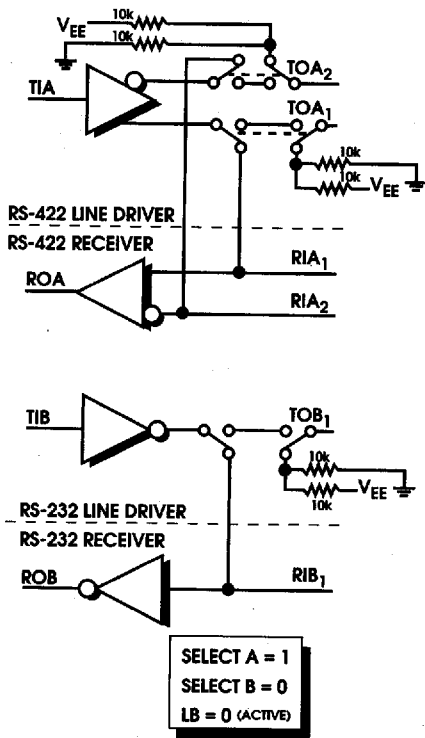 10k
VEE
10k
TOA2
TIA
TOA1
10k
10k
VEE
RS-422 LINE DRIVER
RS-422 RECEIVER
ROA
RIA1
RIA2
TIB
TOB1
10k
VEE
10k
RS-232 LINE DRIVER
RS-232 RECEIVER
ROB
RIB1
SELECT A = 1
SELECT B = 0
LB = 0 (ACTIVE)